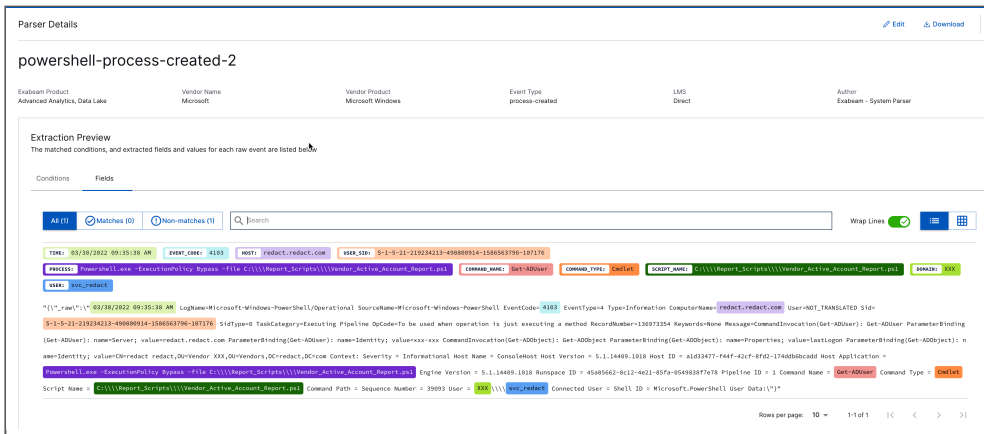 Parser Details
Edit
Download
powershell-process-created-2
Exabeam Product
Vendor Name
Vendor Product
Event Type
LMS
Author
Advanced Analytics, Data Lake
Microsoft
Microsoft Windows
process-created
Direct
Exabeam - System Parser
Extraction Preview
The matched conditions, and extracted fields and values for each raw event are listed below
Conditions
Fields
All (1)
Matches (0)
Non-matches (1)
Search
Wrap Lines
TIME: 03/30/2022 09:35:38 AM EVENT_CODE: 4103 HOST: redact.redact.com USER_SID: S-1-5-21-219234213-490800914-1586563796-107176
PROCESS: Powershell.exe -ExecutionPolicy Bypass -file C:\\\\Report_Scripts\\\\Vendor_Active_Account_Report.ps1 COMMAND_NAME: Get-ADUser COMMAND_TYPE: Cmdlet SCRIPT_NAME: C:\\\\Report_Scripts\\\\Vendor_Active_Account_Report.ps1 DOMAIN: XXX
USER: svc_redact
"{\"_raw\":\" 03/30/2022 09:35:38 AM LogName=Microsoft-Windows-PowerShell/Operational SourceName=Microsoft-Windows-PowerShell EventCode= 4103 EventType=4 Type=Information ComputerName= redact.redact.com User=NOT_TRANSLATED Sid=
S-1-5-21-219234213-490800914-1586563796-107176 SidType=0 TaskCategory=Executing Pipeline OpCode=To be used when operation is just executing a method RecordNumber=136973354 Keywords=None Message=CommandInvocation(Get-ADUser): Get-ADUser ParameterBinding
(Get-ADUser): name=Server; value=redact.redact.com ParameterBinding(Get-ADUser): name=Identity; value=xxx-xxx CommandInvocation(Get-ADObject): Get-ADObject ParameterBinding(Get-ADObject): name=Properties; value=lastLogon ParameterBinding(Get-ADObject): n
ame=Identity; value=CN=redact redact,OU=Vendor XXX,OU=Vendors,DC=redact,DC=com Context: Severity = Informational Host Name = ConsoleHost Host Version = 5.1.14409.1018 Host ID = a1d33477-f44f-42cf-8fd2-174ddb6bcadd Host Application =
Powershell.exe -ExecutionPolicy Bypass -file C:\\\\Report_Scripts\\\\Vendor_Active_Account_Report.ps1 Engine Version = 5.1.14409.1018 Runspace ID = 45a05662-8c12-4e21-85fa-0549838f7e78 Pipeline ID = 1 Command Name = Get-ADUser Command Type = Cmdlet
Script Name = C:\\\\Report_Scripts\\\\Vendor_Active_Account_Report.ps1 Command Path = Sequence Number = 39093 User = XXX \\\\ svc_redact Connected User = Shell ID = Microsoft.PowerShell User Data:\"}"
Rows per page: 10 1-1 of 1